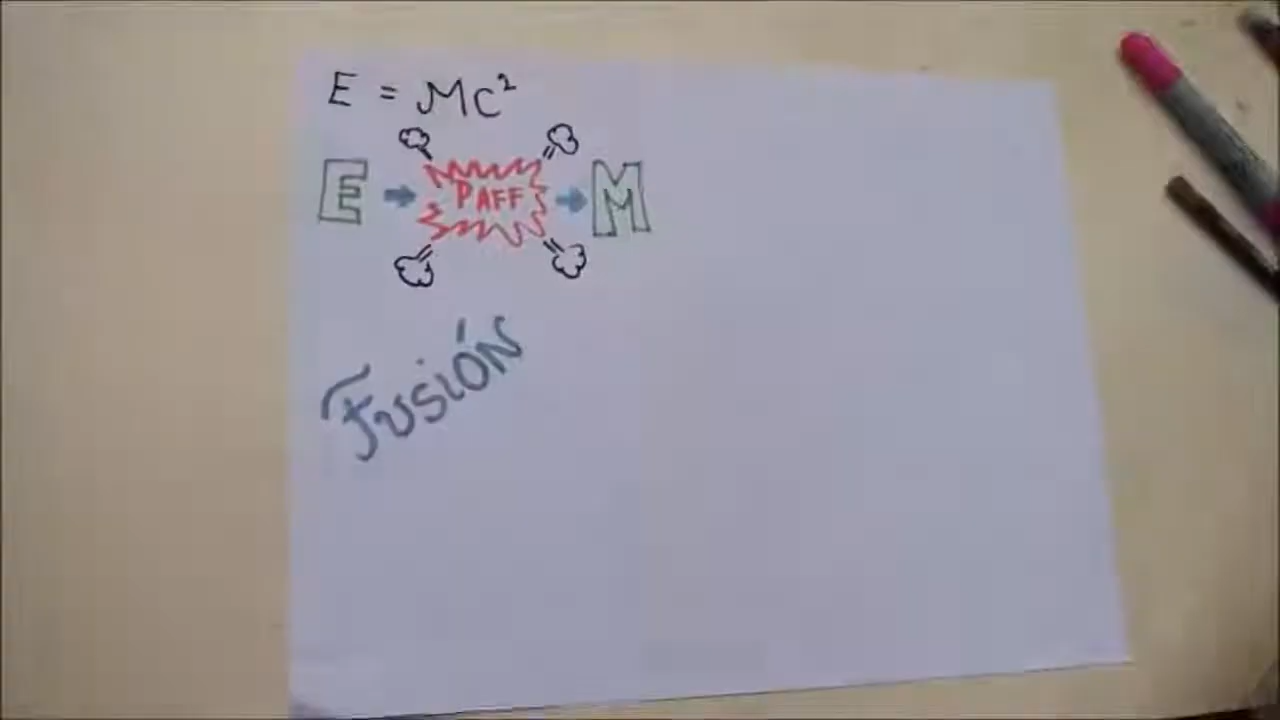 E = MC²
E PAFF M
Fusión